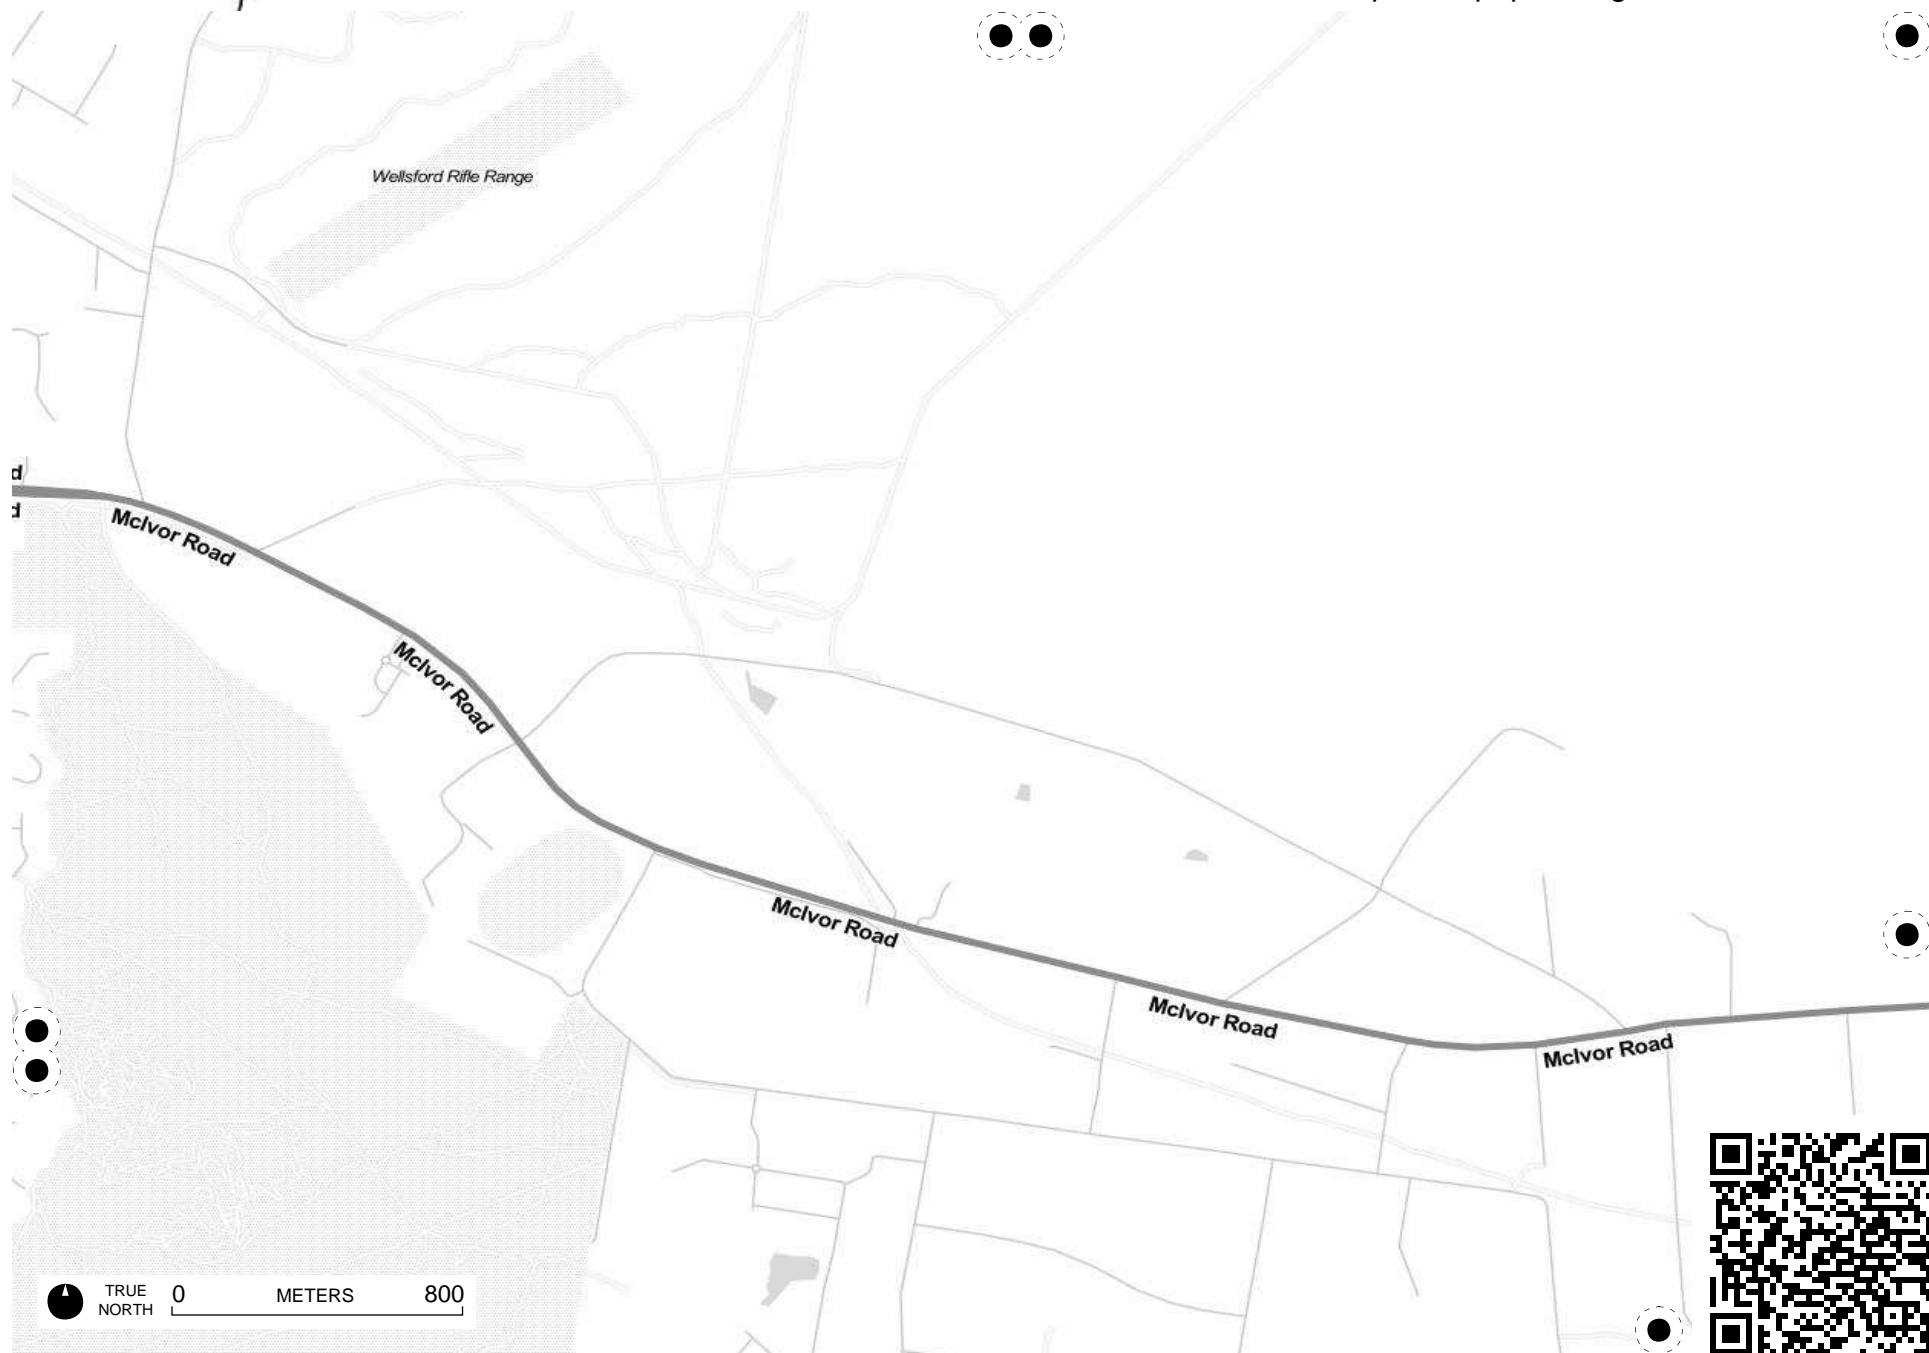 Wellsford Rifle Range
d
d
McIvor Road
McIvor Road
McIvor Road
McIvor Road
McIvor Road
TRUE NORTH
0 METERS 800